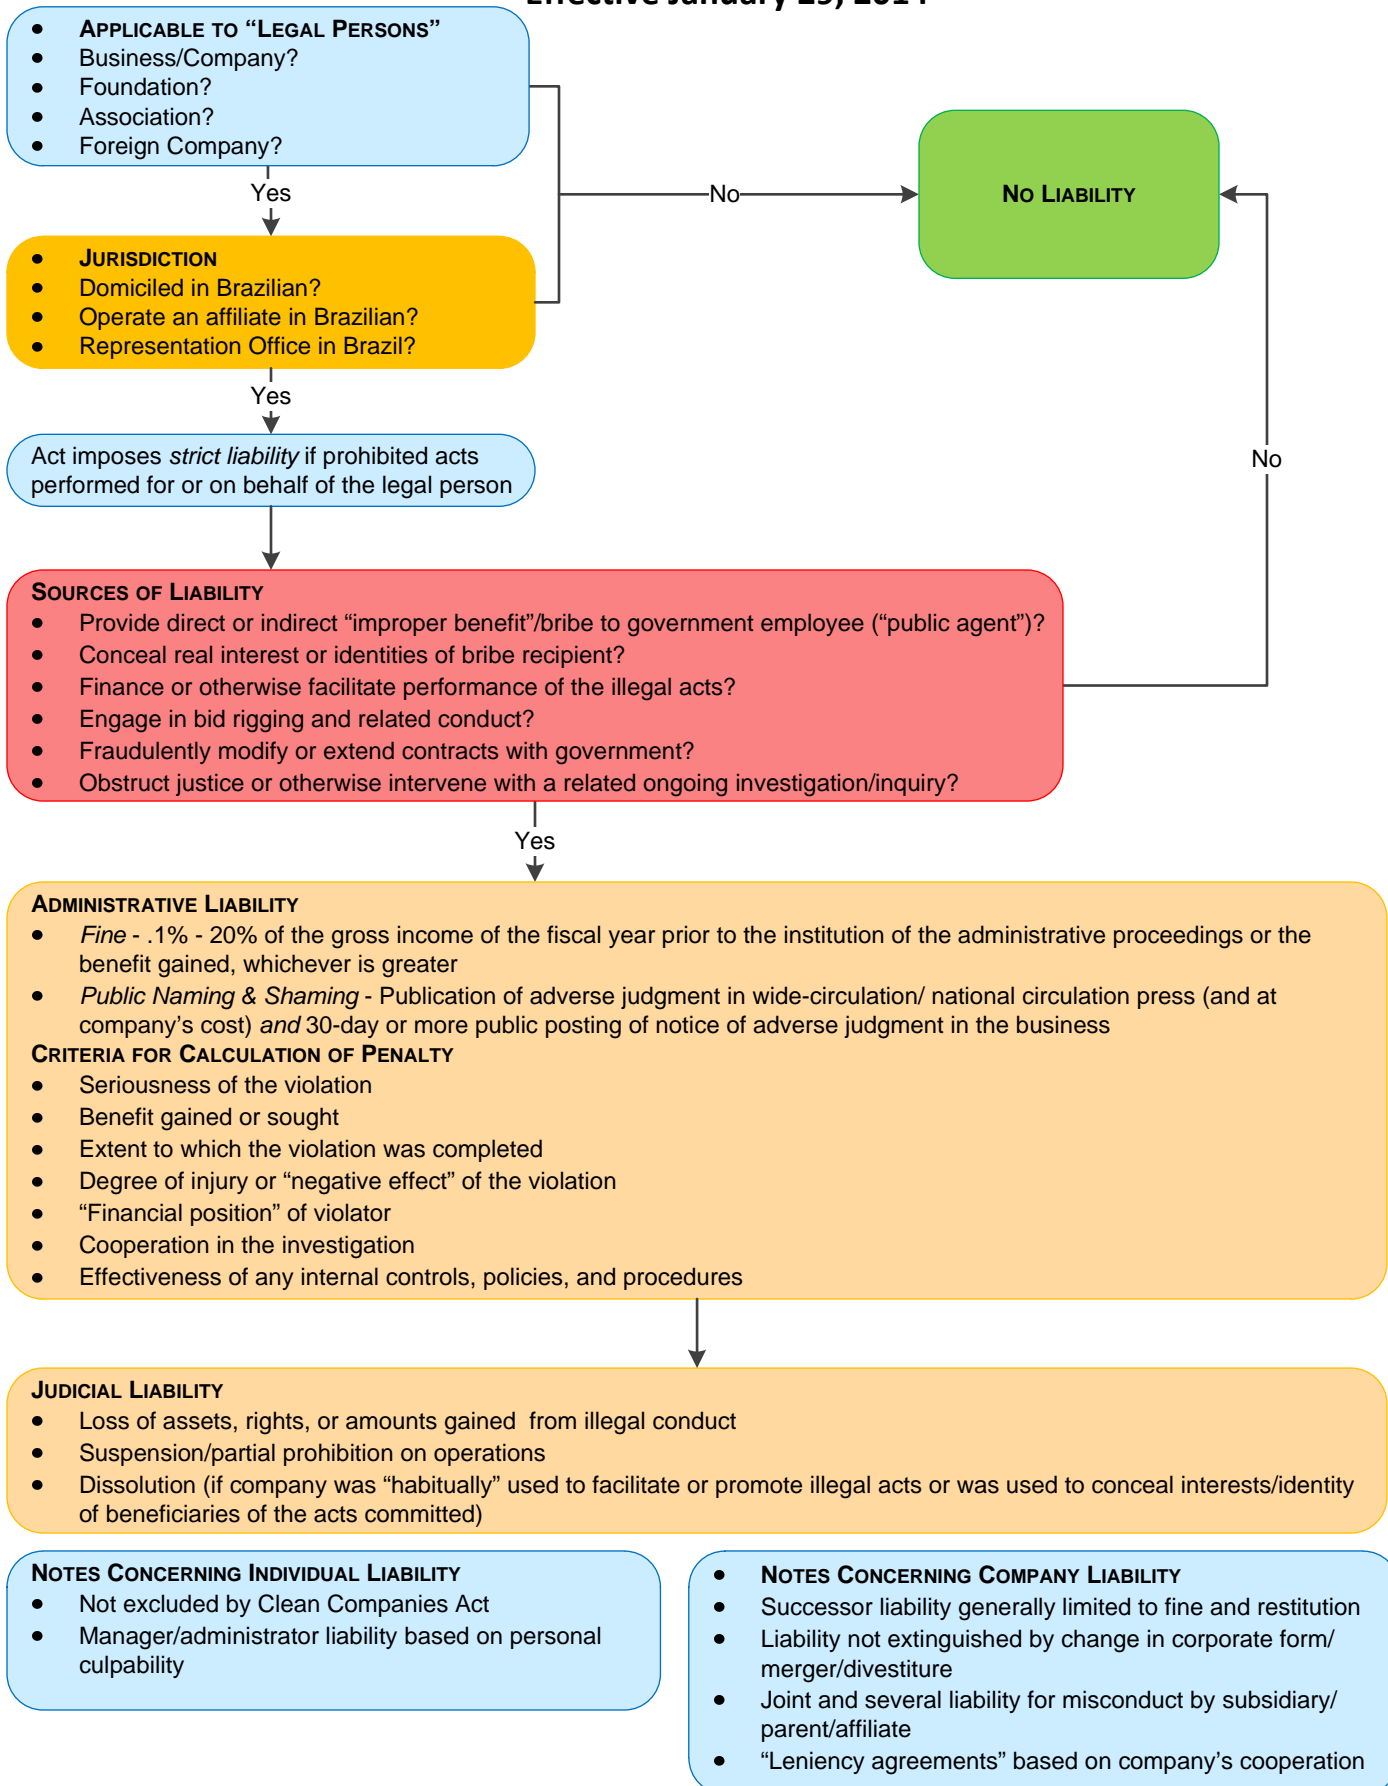 Effective January 29, 2014
• APPLICABLE TO “LEGAL PERSONS”
• Business/Company?
• Foundation?
• Association?
• Foreign Company?
Yes
No
NO LIABILITY
• JURISDICTION
• Domiciled in Brazilian?
• Operate an affiliate in Brazilian?
• Representation Office in Brazil?
Yes
Act imposes strict liability if prohibited acts
performed for or on behalf of the legal person
No
SOURCES OF LIABILITY
• Provide direct or indirect “improper benefit”/bribe to government employee (“public agent”)?
• Conceal real interest or identities of bribe recipient?
• Finance or otherwise facilitate performance of the illegal acts?
• Engage in bid rigging and related conduct?
• Fraudulently modify or extend contracts with government?
• Obstruct justice or otherwise intervene with a related ongoing investigation/inquiry?
Yes
ADMINISTRATIVE LIABILITY
• Fine - .1% - 20% of the gross income of the fiscal year prior to the institution of the administrative proceedings or the
benefit gained, whichever is greater
• Public Naming & Shaming - Publication of adverse judgment in wide-circulation/ national circulation press (and at
company’s cost) and 30-day or more public posting of notice of adverse judgment in the business
CRITERIA FOR CALCULATION OF PENALTY
• Seriousness of the violation
• Benefit gained or sought
• Extent to which the violation was completed
• Degree of injury or “negative effect” of the violation
• “Financial position” of violator
• Cooperation in the investigation
• Effectiveness of any internal controls, policies, and procedures
JUDICIAL LIABILITY
• Loss of assets, rights, or amounts gained from illegal conduct
• Suspension/partial prohibition on operations
• Dissolution (if company was “habitually” used to facilitate or promote illegal acts or was used to conceal interests/identity
of beneficiaries of the acts committed)
NOTES CONCERNING INDIVIDUAL LIABILITY
• Not excluded by Clean Companies Act
• Manager/administrator liability based on personal
culpability
• NOTES CONCERNING COMPANY LIABILITY
• Successor liability generally limited to fine and restitution
• Liability not extinguished by change in corporate form/
merger/divestiture
• Joint and several liability for misconduct by subsidiary/
parent/affiliate
• “Leniency agreements” based on company’s cooperation